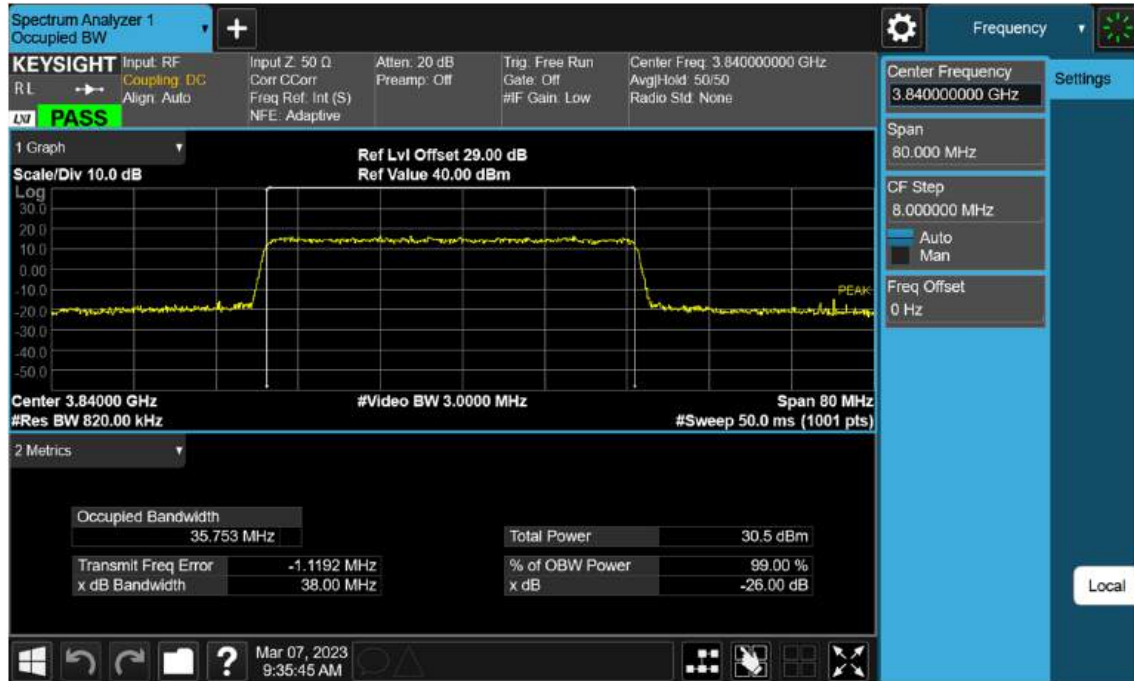 Spectrum Analyzer 1
Occupied BW
+
Frequency
KEYSIGHT
RL
LXI
PASS
Input: RF
Coupling: DC
Align: Auto
Input Z: 50 Ω
Corr CCorr
Freq Ref: Int (S)
NFE: Adaptive
Atten: 20 dB
Preamp: Off
Trig: Free Run
Gate: Off
#IF Gain: Low
Center Freq: 3.840000000 GHz
Avg|Hold: 50/50
Radio Std: None
Center Frequency
3.840000000 GHz
Settings
Span
80.000 MHz
CF Step
8.000000 MHz
Auto
Man
Freq Offset
0 Hz
Local
1 Graph
Scale/Div 10.0 dB
Ref Lvl Offset 29.00 dB
Ref Value 40.00 dBm
Log
30.0
20.0
10.0
0.00
-10.0
-20.0
-30.0
-40.0
-50.0
PEAK
Center 3.84000 GHz
#Video BW 3.0000 MHz
Span 80 MHz
#Res BW 820.00 kHz
#Sweep 50.0 ms (1001 pts)
2 Metrics
Occupied Bandwidth
35.753 MHz
Total Power 30.5 dBm
Transmit Freq Error -1.1192 MHz
% of OBW Power 99.00 %
x dB Bandwidth 38.00 MHz
x dB -26.00 dB
?
Mar 07, 2023
9:35:45 AM